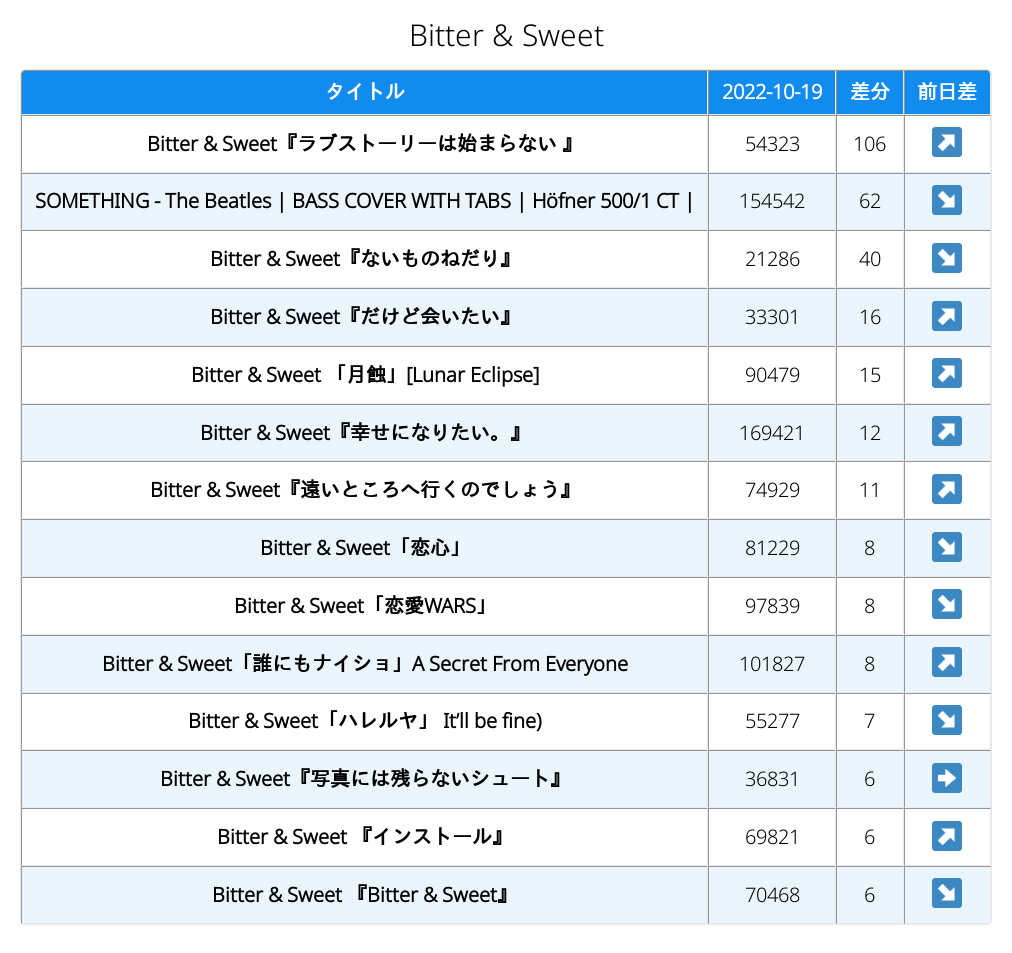 Bitter & Sweet
タイトル 2022-10-19 差分 前日差
Bitter & Sweet『ラブストーリーは始まらない 』 54323 106 ↗
SOMETHING - The Beatles | BASS COVER WITH TABS | Höfner 500/1 CT | 154542 62 ↘
Bitter & Sweet『ないものねだり』 21286 40 ↘
Bitter & Sweet『だけど会いたい』 33301 16 ↗
Bitter & Sweet 「月蝕」[Lunar Eclipse] 90479 15 ↗
Bitter & Sweet『幸せになりたい。』 169421 12 ↗
Bitter & Sweet『遠いところへ行くのでしょう』 74929 11 ↗
Bitter & Sweet「恋心」 81229 8 ↘
Bitter & Sweet「恋愛WARS」 97839 8 ↘
Bitter & Sweet「誰にもナイショ」A Secret From Everyone 101827 8 ↗
Bitter & Sweet「ハレルヤ」 It’ll be fine) 55277 7 ↘
Bitter & Sweet『写真には残らないシュート』 36831 6 ➡
Bitter & Sweet 『インストール』 69821 6 ↗
Bitter & Sweet 『Bitter & Sweet』 70468 6 ↘